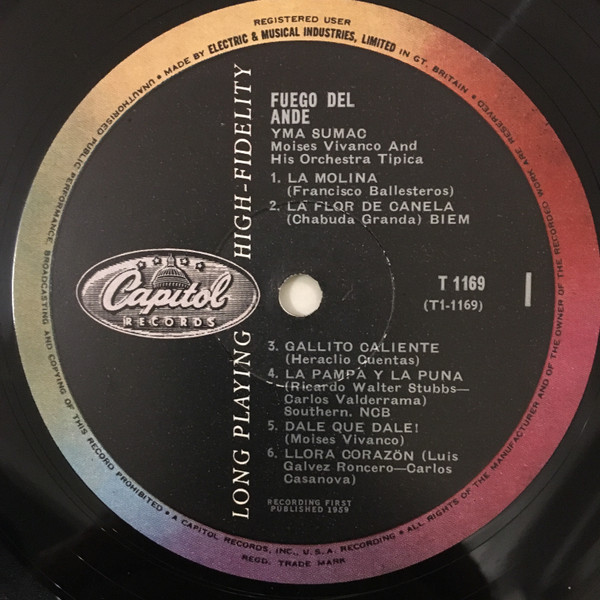 REGISTERED USER
UNAUTHORISED PUBLIC PERFORMANCE, BROADCASTING AND COPYING OF THIS RECORD PROHIBITED • MADE BY ELECTRIC & MUSICAL INDUSTRIES, LIMITED IN GT. BRITAIN • ALL RIGHTS OF THE MANUFACTURER AND OF THE OWNER OF THE RECORDED WORK ARE RESERVED •
LONG PLAYING HIGH-FIDELITY
FUEGO DEL
ANDE
YMA SUMAC
Moises Vivanco And
His Orchestra Tipica
1. LA MOLINA
(Francisco Ballesteros)
2. LA FLOR DE CANELA
(Chabuda Granda) BIEM
Capitol
RECORDS
T 1169
(T1-1169)
I
3. GALLITO CALIENTE
(Heraclio Cuentas)
4. LA PAMPA Y LA PUNA
(Ricardo Walter Stubbs—
Carlos Valderrama)
Southern. NCB
5. DALE QUE DALE!
(Moises Vivanco)
6. LLORA CORAZÖN (Luis
Galvez Roncero—Carlos
Casanova)
RECORDING FIRST
PUBLISHED 1959
• A CAPITOL RECORDS, INC., U.S.A. RECORDING •
REGD. TRADE MARK